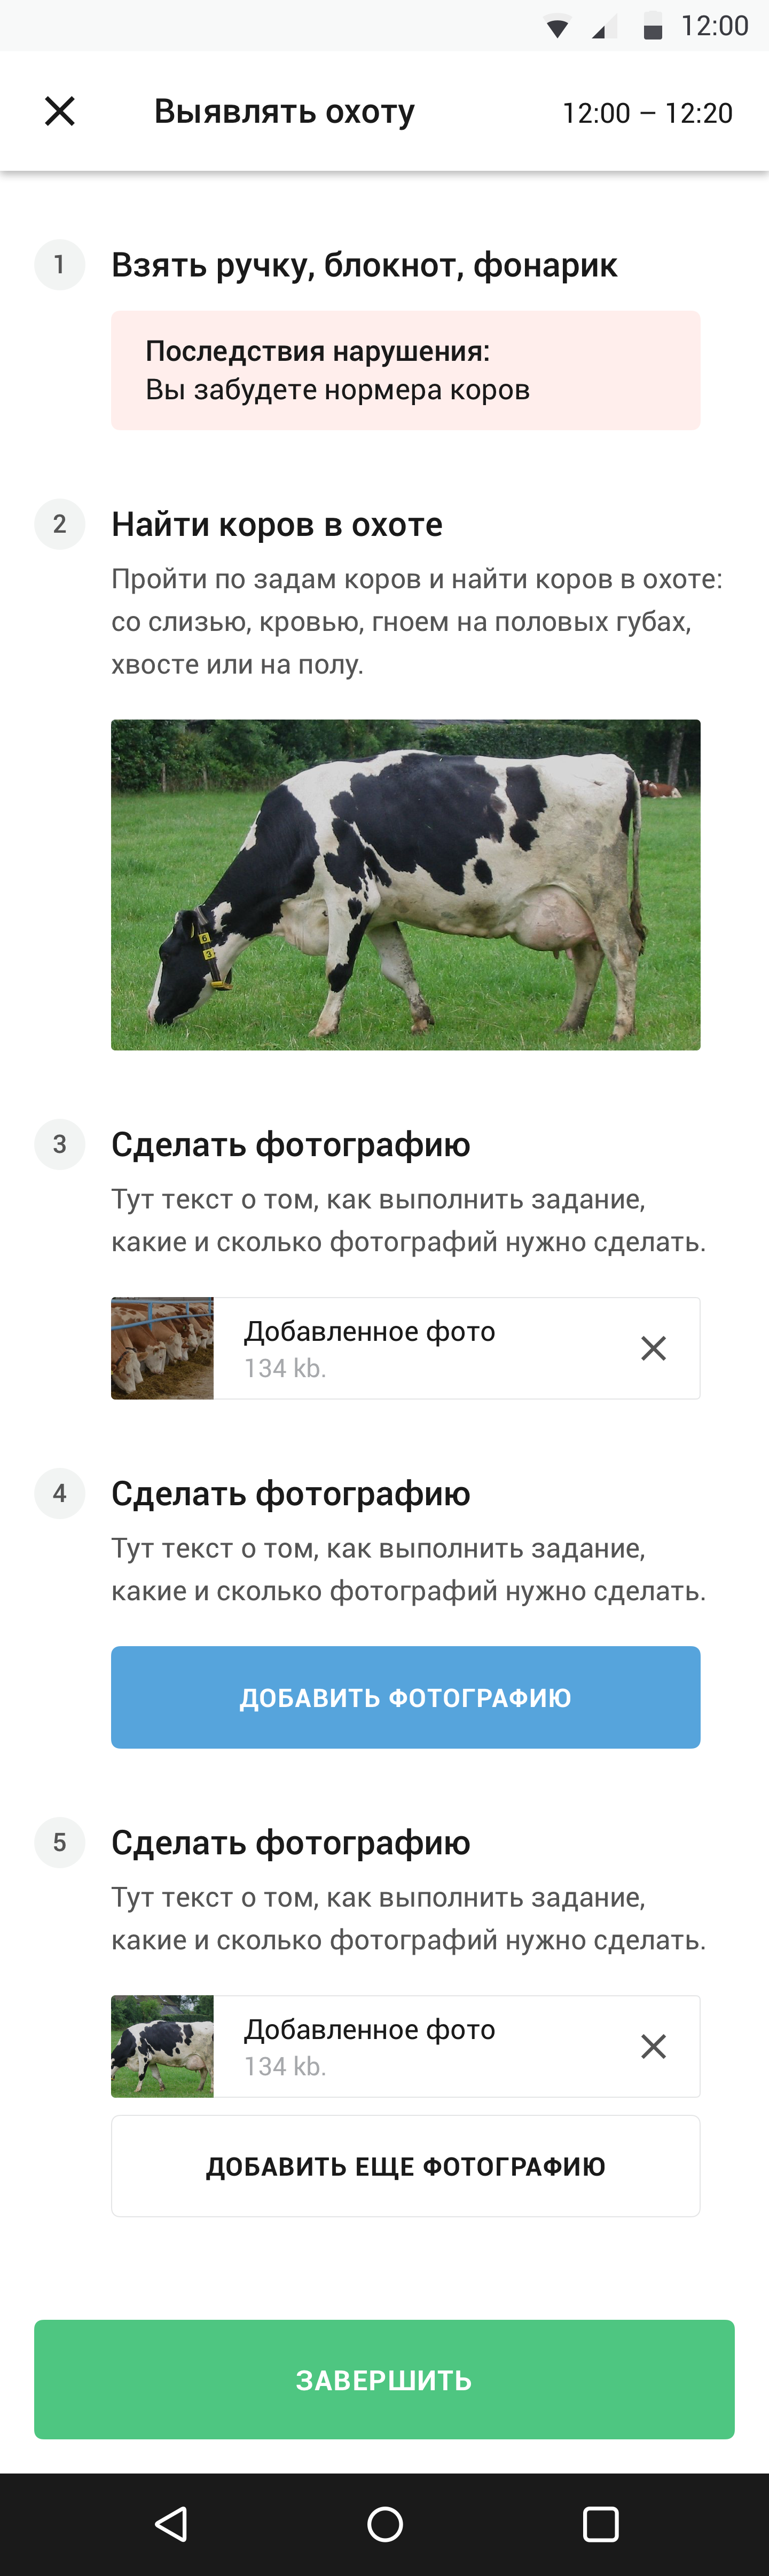 12:00
Выявлять охоту
12:00 – 12:20
1
Взять ручку, блокнот, фонарик
Последствия нарушения:
Вы забудете нормера коров
2
Найти коров в охоте
Пройти по задам коров и найти коров в охоте:
со слизью, кровью, гноем на половых губах,
хвосте или на полу.
6
3
3
Сделать фотографию
Тут текст о том, как выполнить задание,
какие и сколько фотографий нужно сделать.
Добавленное фото
134 kb.
4
Сделать фотографию
Тут текст о том, как выполнить задание,
какие и сколько фотографий нужно сделать.
ДОБАВИТЬ ФОТОГРАФИЮ
5
Сделать фотографию
Тут текст о том, как выполнить задание,
какие и сколько фотографий нужно сделать.
Добавленное фото
134 kb.
ДОБАВИТЬ ЕЩЕ ФОТОГРАФИЮ
ЗАВЕРШИТЬ